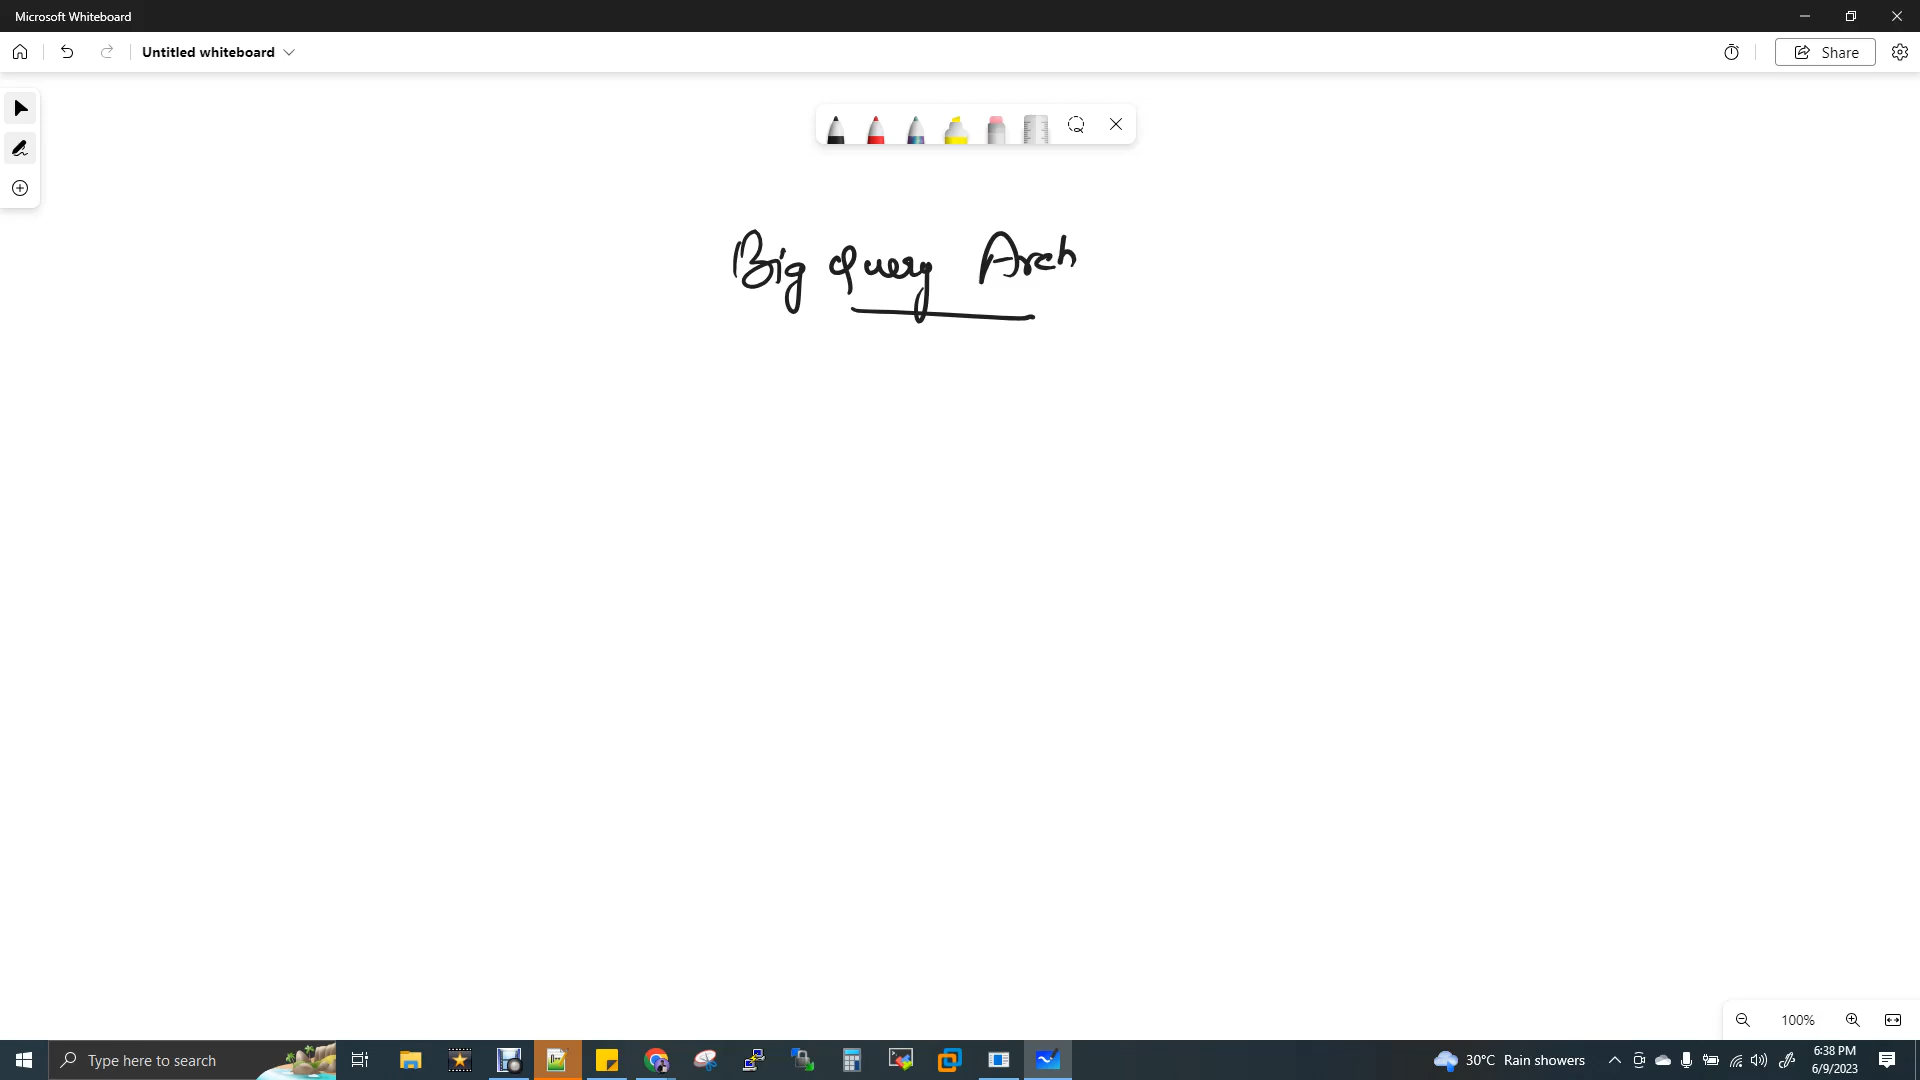 Microsoft Whiteboard
Untitled whiteboard
Share
Big Query Arch
100%
Type here to search
30°C Rain showers
6:38 PM
6/9/2023